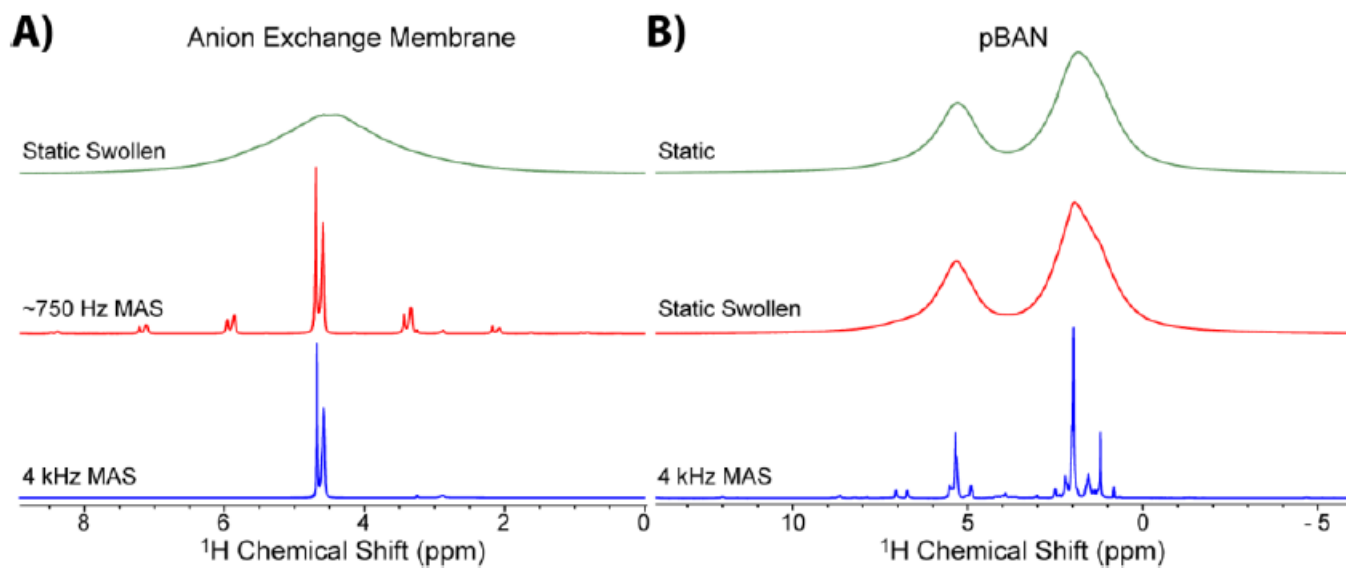 A)
Anion Exchange Membrane
Static Swollen
~750 Hz MAS
4 kHz MAS
8 6 4 2 0
¹H Chemical Shift (ppm)
B)
pBAN
Static
Static Swollen
4 kHz MAS
10 5 0 - 5
¹H Chemical Shift (ppm)